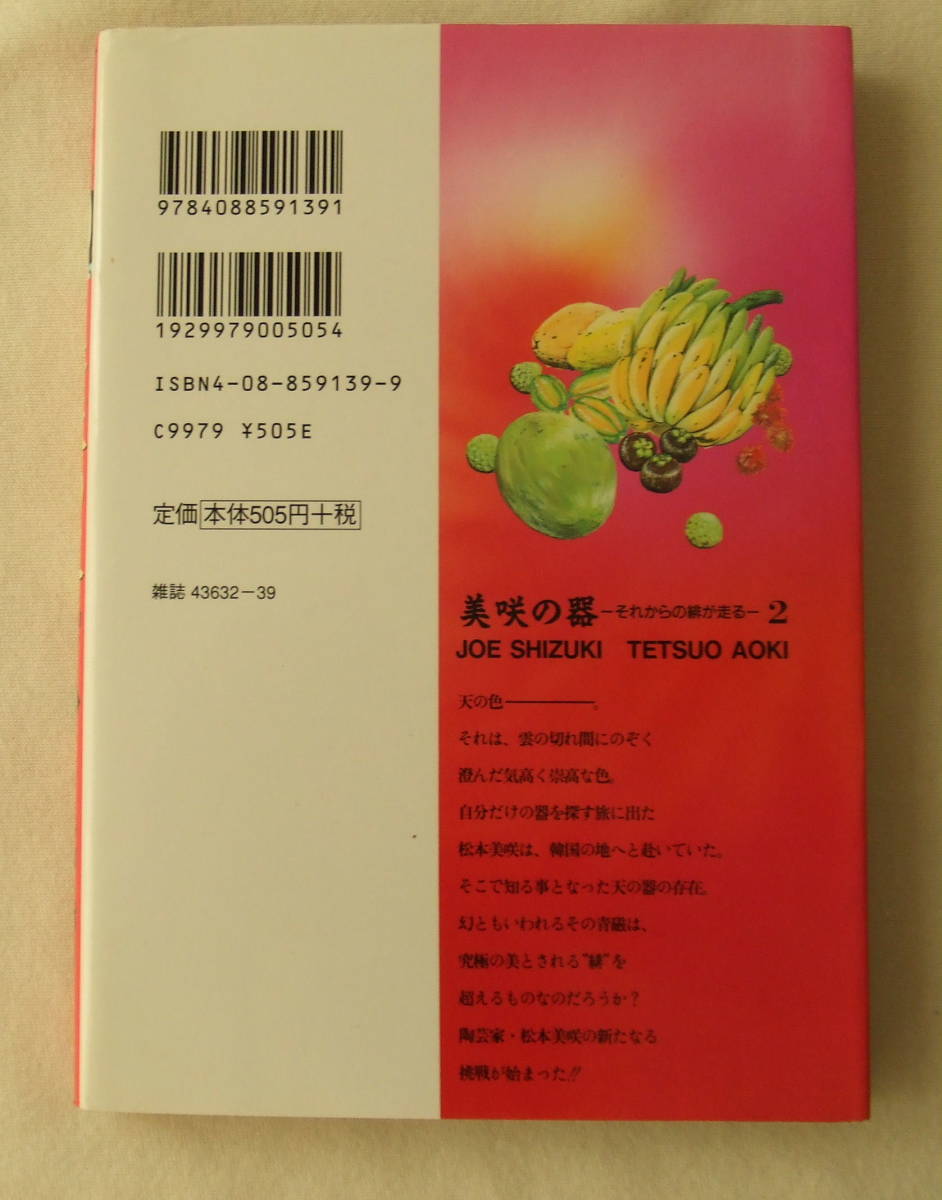 9784088591391
1929979005054
ISBN4-08-859139-9
C9979 ¥505E
定価 本体505円+税
雑誌 43632-39
美咲の器 −それからの緋が走る− 2
JOE SHIZUKI TETSUO AOKI
天の色――――。
それは、雲の切れ間にのぞく
澄んだ気高く崇高な色。
自分だけの器を探す旅に出た
松本美咲は、韓国の地へと赴いていた。
そこで知る事となった天の器の存在。
幻ともいわれるその青磁は、
究極の美とされる"緋"を
超えるものなのだろうか?
陶芸家・松本美咲の新たなる
挑戦が始まった!!